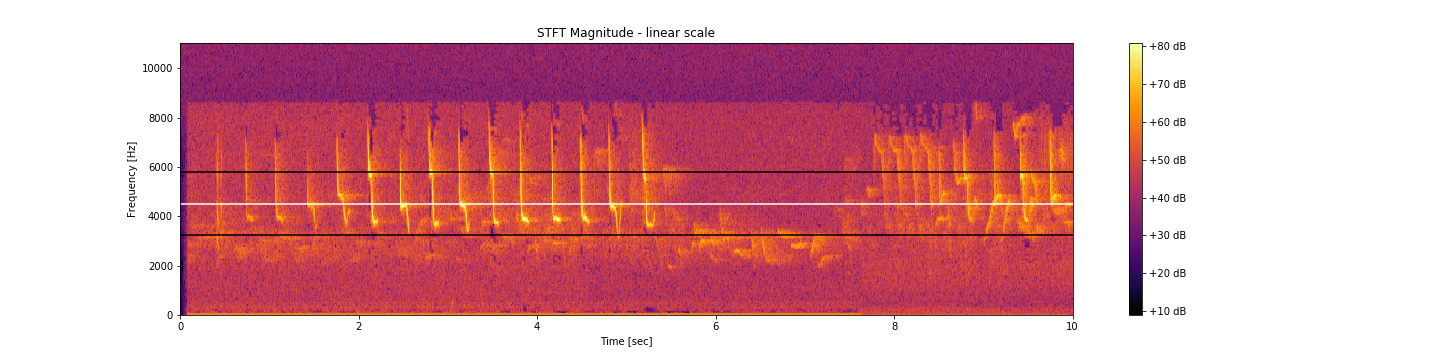 STFT Magnitude - linear scale
Frequency [Hz]
10000
8000
6000
4000
2000
0
0 2 4 6 8 10
Time [sec]
+80 dB
+70 dB
+60 dB
+50 dB
+40 dB
+30 dB
+20 dB
+10 dB